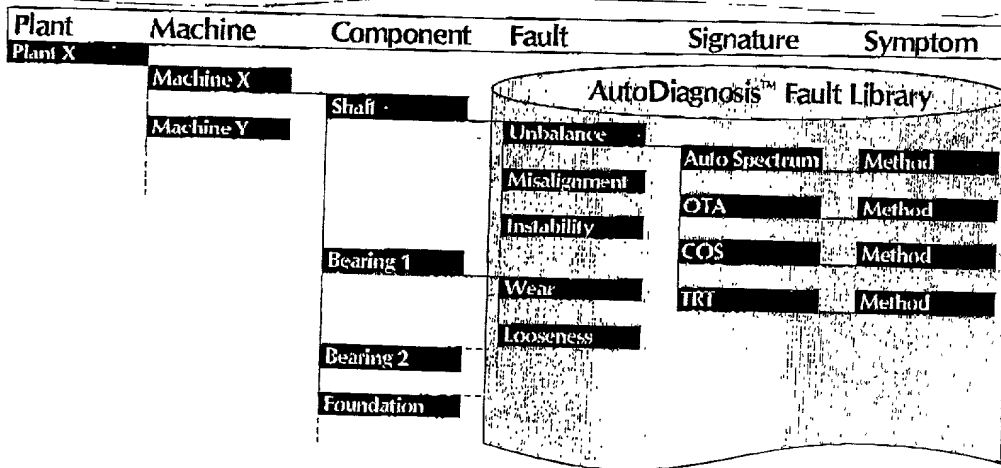 Plant Machine Component Fault Signature Symptom
Plant X
Machine X
AutoDiagnosis™ Fault Library
Shaft
Machine Y
Unbalance
Auto Spectrum Method
Misalignment
OTA Method
Instability
COS Method
Bearing 1
Wear
TRT Method
Looseness
Bearing 2
Foundation